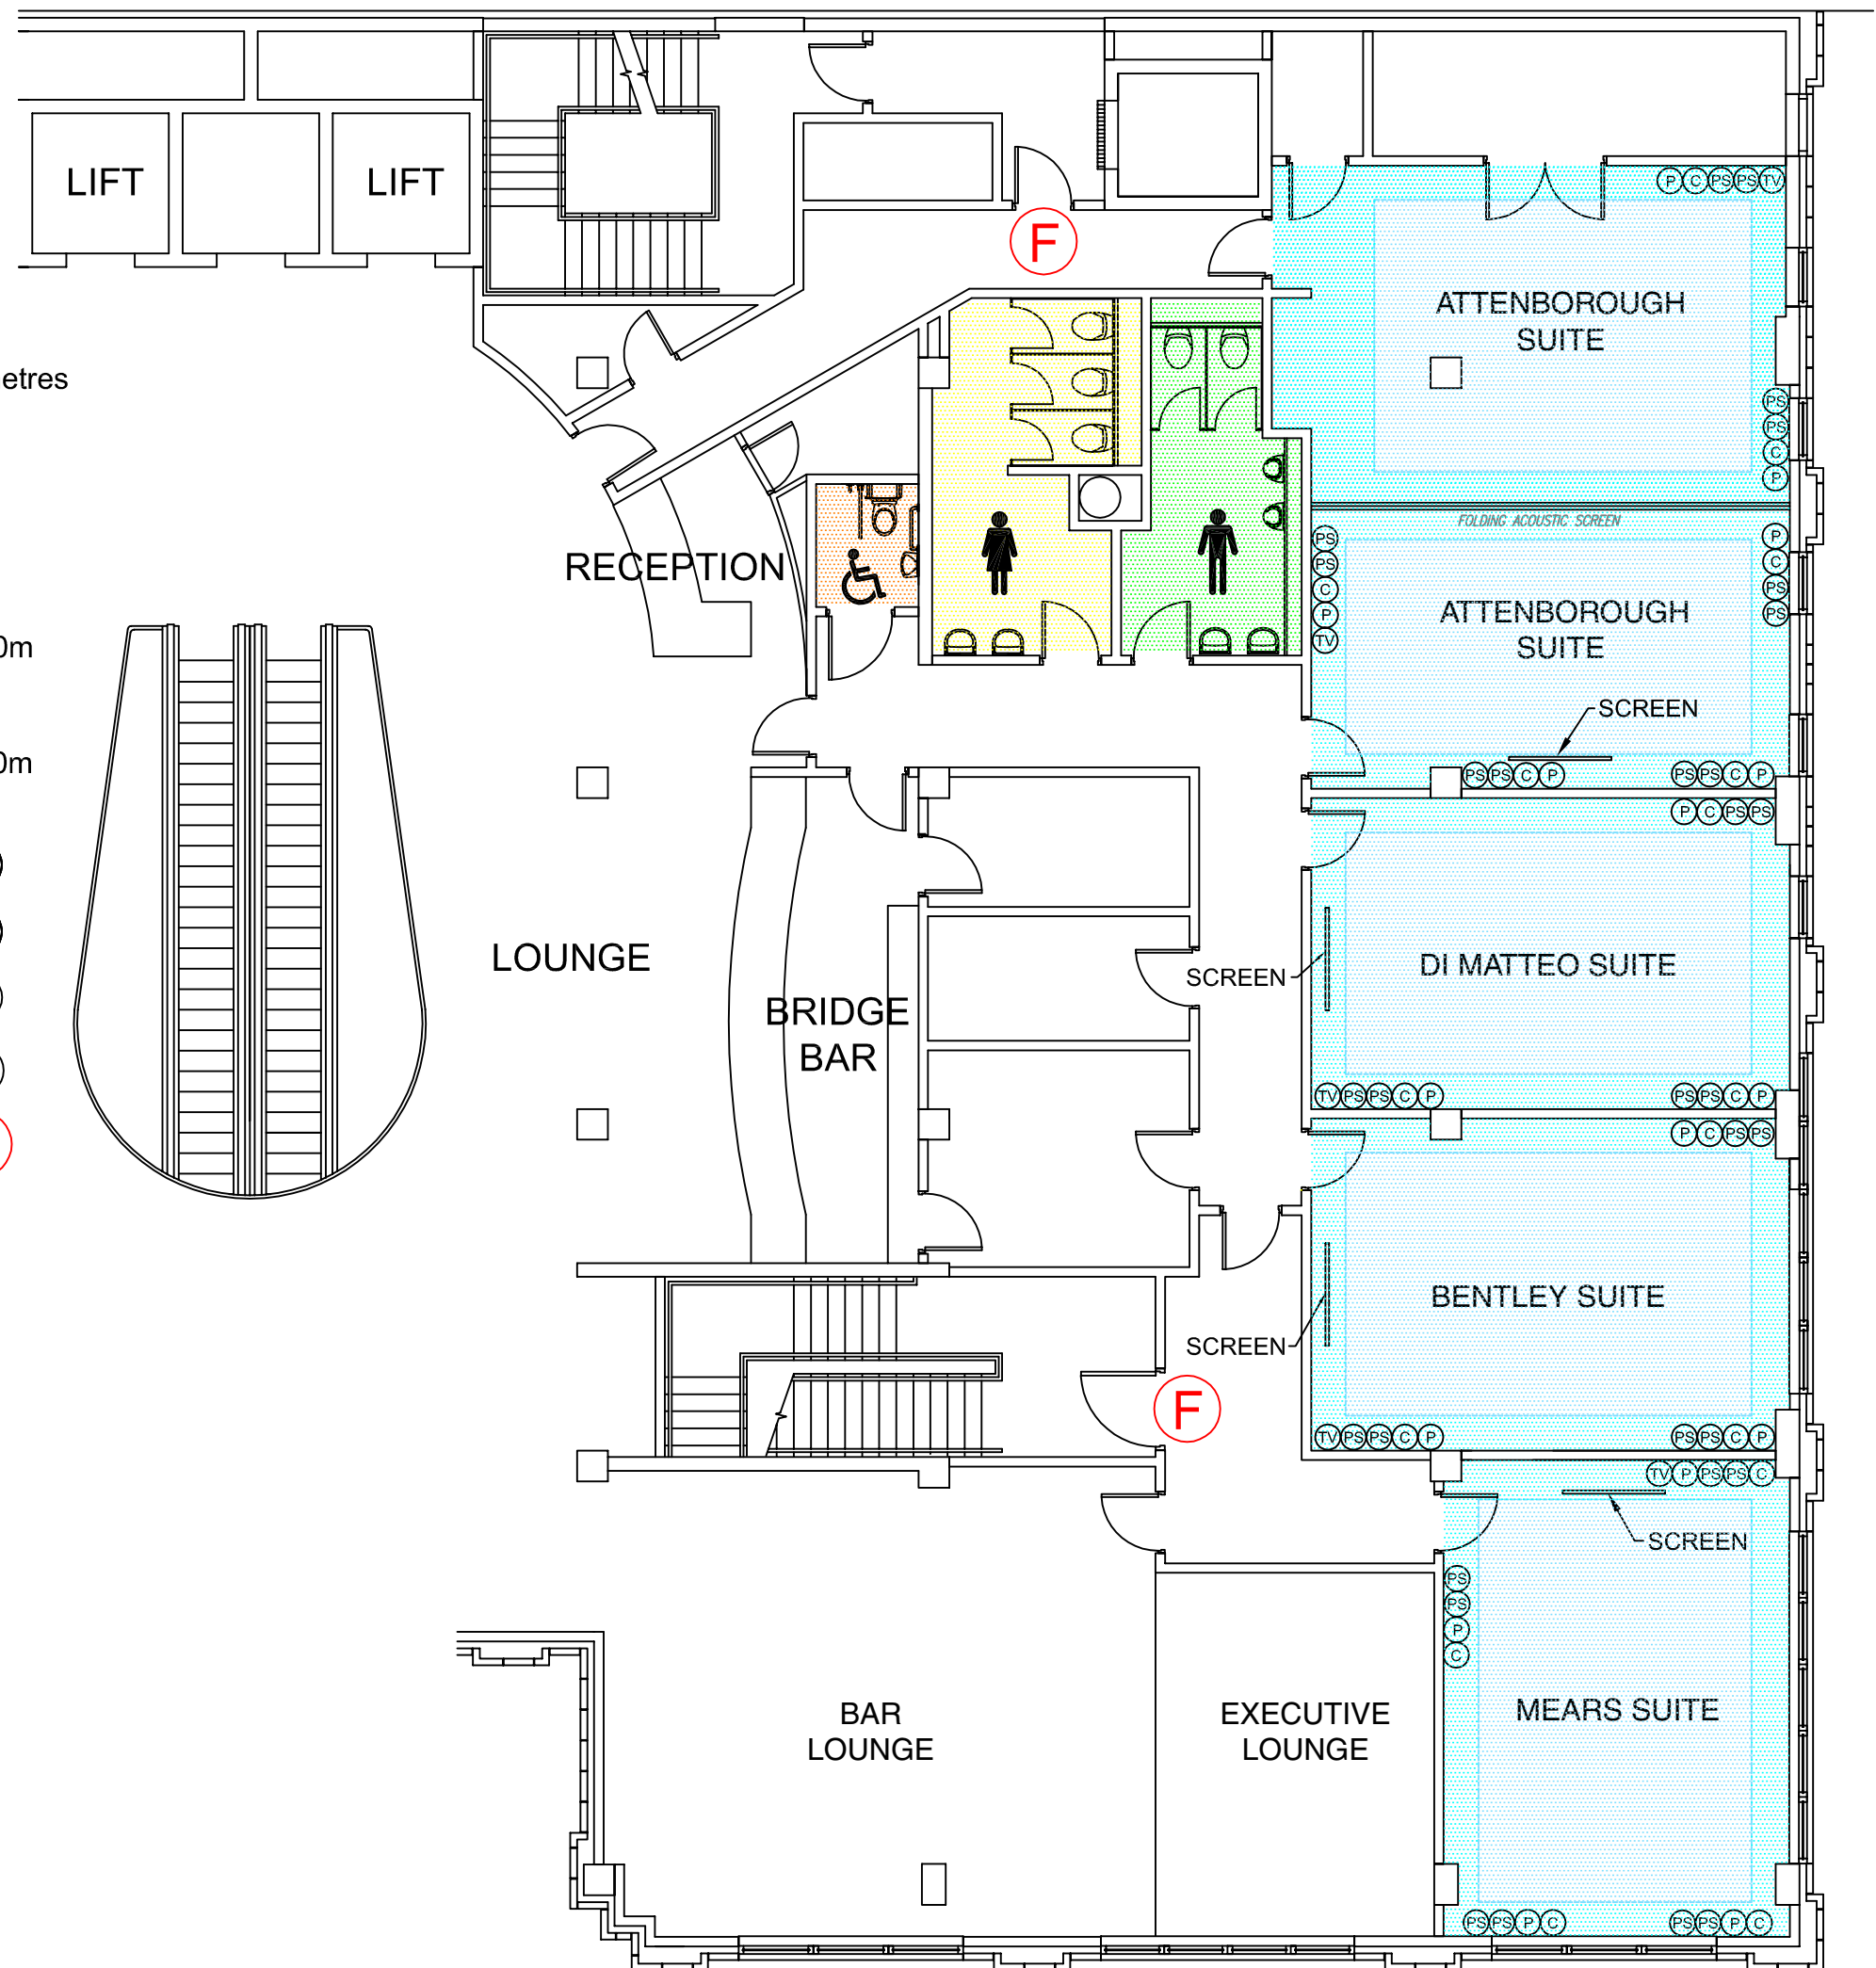 LIFT
LIFT
F
P C PS PS TV
ATTENBOROUGH
SUITE
etres
PS
PS
C
P
FOLDING ACOUSTIC SCREEN
RECEPTION
PS
PS
C
P
TV
P
C
PS
PS
ATTENBOROUGH
SUITE
0m
SCREEN
0m
PS PS C P
PS PS C P
P C PS PS
LOUNGE
SCREEN
DI MATTEO SUITE
BRIDGE
BAR
TV PS PS C P
PS PS C P
P C PS PS
BENTLEY SUITE
SCREEN
F
TV PS PS C P
PS PS C P
TV P PS PS C
SCREEN
PS
PS
P
C
BAR
LOUNGE
EXECUTIVE
LOUNGE
MEARS SUITE
PS PS P C
PS PS P C